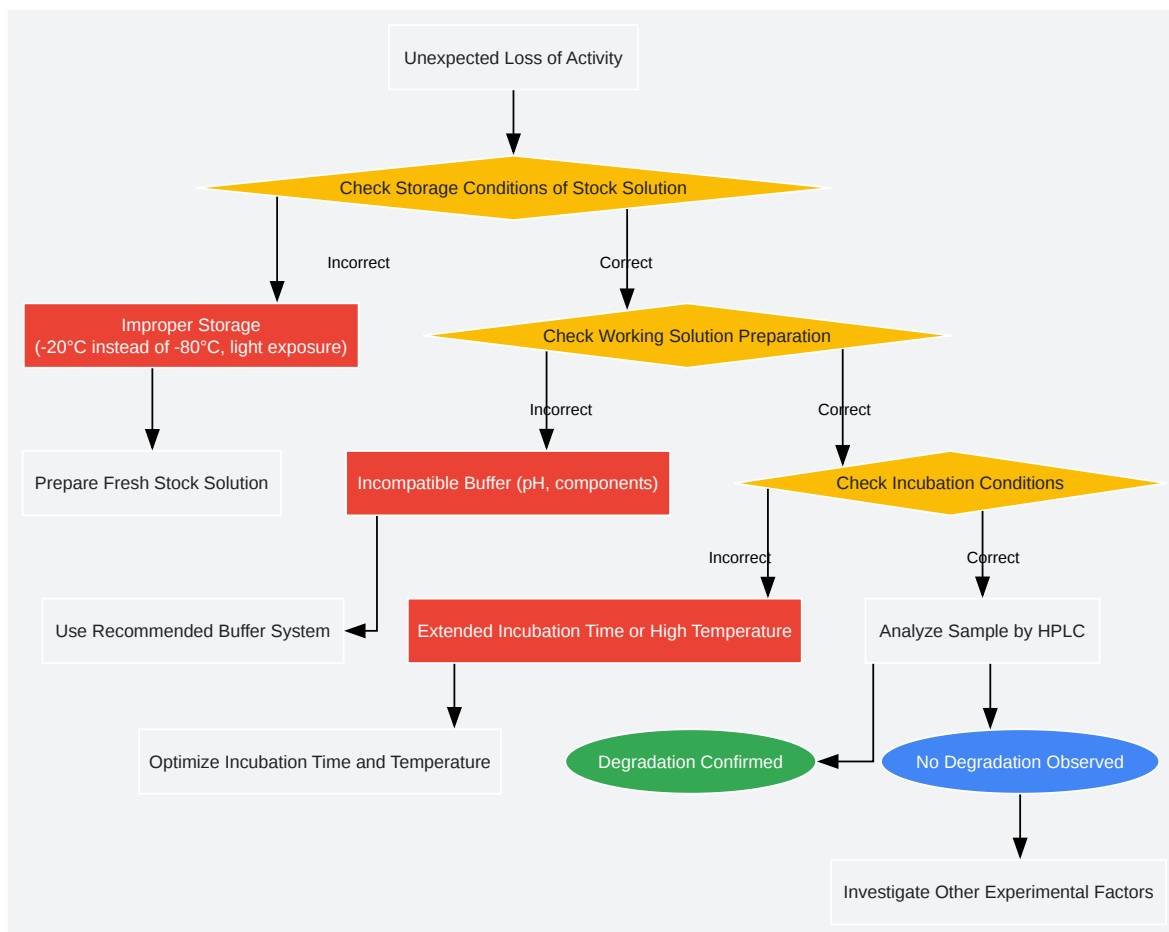 Unexpected Loss of Activity
Check Storage Conditions of Stock Solution
Incorrect
Correct
Improper Storage
(-20°C instead of -80°C, light exposure)
Check Working Solution Preparation
Incorrect
Correct
Prepare Fresh Stock Solution
Incompatible Buffer (pH, components)
Check Incubation Conditions
Incorrect
Correct
Use Recommended Buffer System
Extended Incubation Time or High Temperature
Analyze Sample by HPLC
Optimize Incubation Time and Temperature
Degradation Confirmed
No Degradation Observed
Investigate Other Experimental Factors